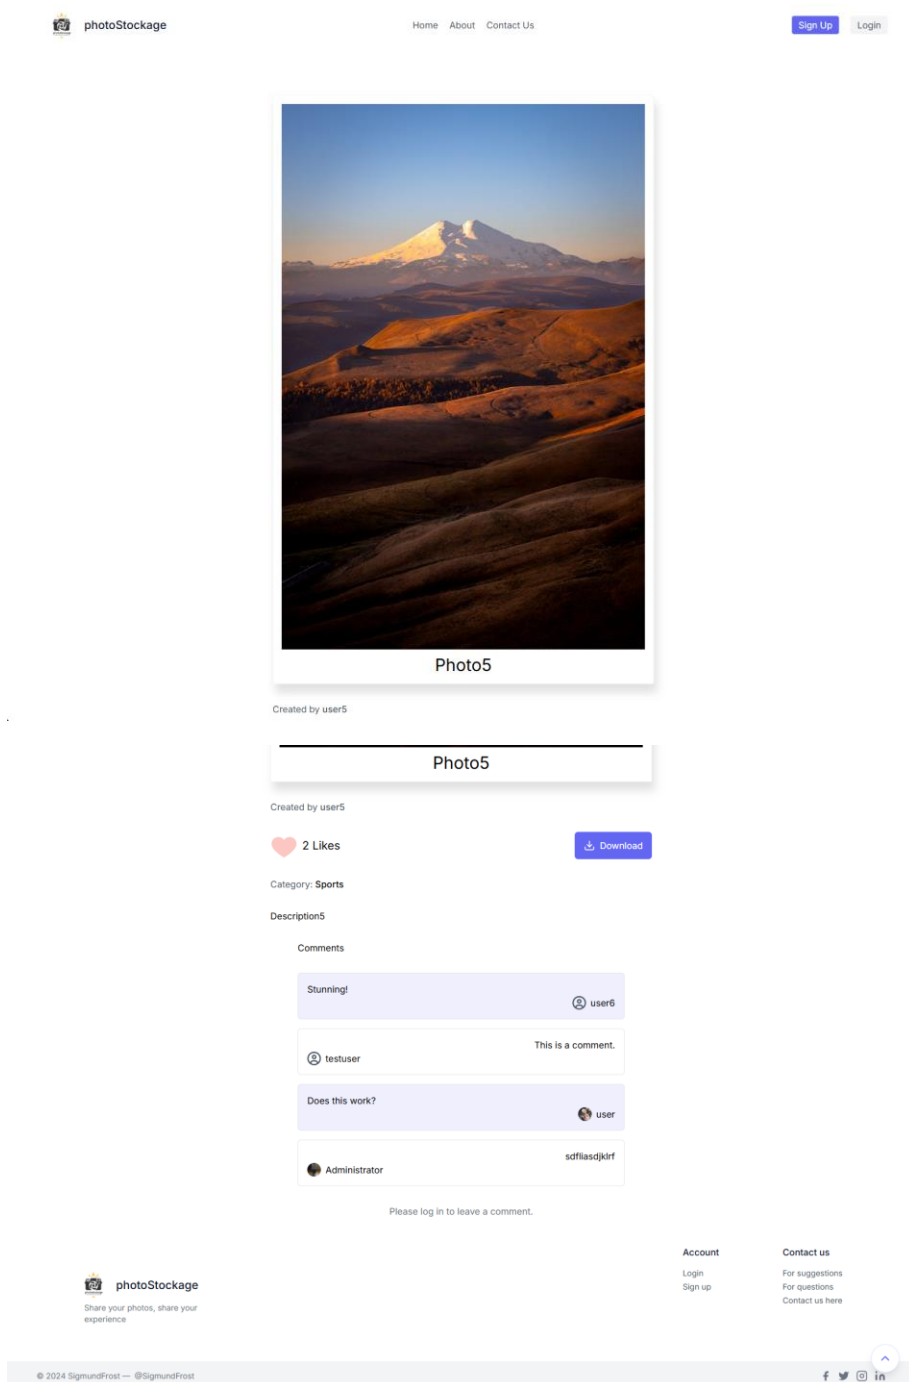 photoStockage
Home About Contact Us
Sign Up Login
Photo5
Created by user5
Photo5
Created by user5
2 Likes
Download
Category: Sports
Description5
Comments
Stunning!
user6
This is a comment.
testuser
Does this work?
user
sdfliasdjklrf
Administrator
Please log in to leave a comment.
photoStockage
Share your photos, share your
experience
Account
Login
Sign up
Contact us
For suggestions
For questions
Contact us here
© 2024 SigmundFrost — @SigmundFrost